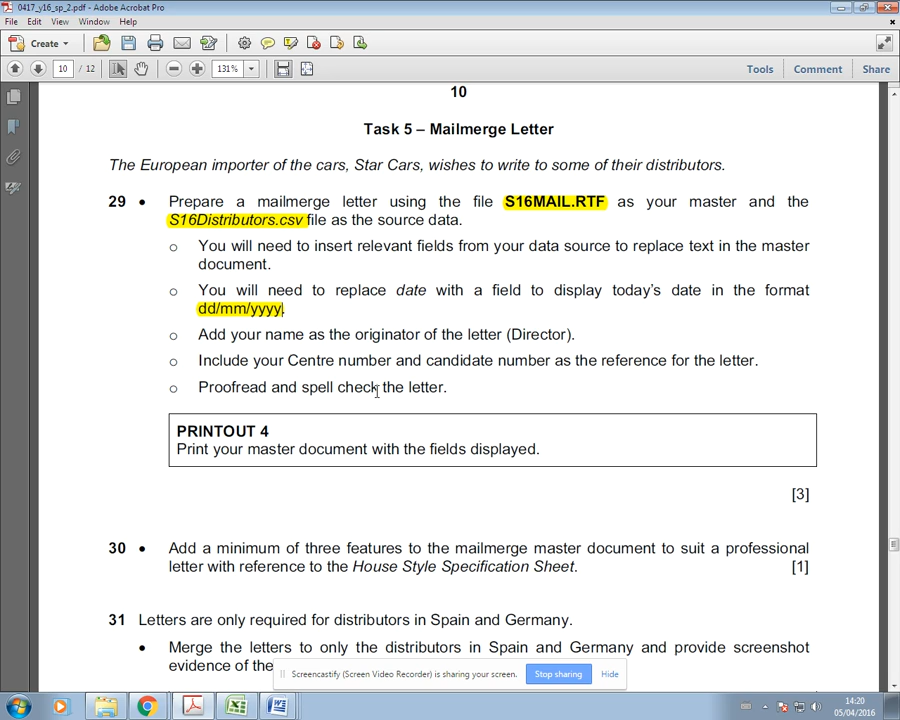 0417_y16_sp_2.pdf - Adobe Acrobat Pro
File Edit View Window Help
Create
10 / 12 131% Tools Comment Share
10
Task 5 – Mailmerge Letter
The European importer of the cars, Star Cars, wishes to write to some of their distributors.
29 • Prepare a mailmerge letter using the file S16MAIL.RTF as your master and the
S16Distributors.csv file as the source data.
o You will need to insert relevant fields from your data source to replace text in the master
document.
o You will need to replace date with a field to display today's date in the format
dd/mm/yyyy.
o Add your name as the originator of the letter (Director).
o Include your Centre number and candidate number as the reference for the letter.
o Proofread and spell check the letter.
PRINTOUT 4
Print your master document with the fields displayed.
[3]
30 • Add a minimum of three features to the mailmerge master document to suit a professional
letter with reference to the House Style Specification Sheet. [1]
31 Letters are only required for distributors in Spain and Germany.
• Merge the letters to only the distributors in Spain and Germany and provide screenshot
evidence of the
Screencastify (Screen Video Recorder) is sharing your screen. Stop sharing Hide
14:20
05/04/2016